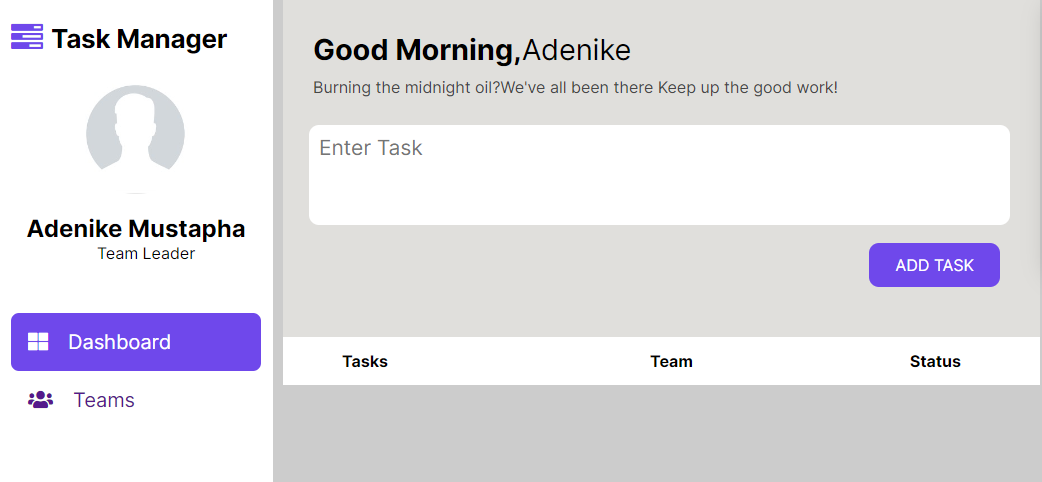 Task Manager
Adenike Mustapha
Team Leader
Dashboard
Teams
Good Morning,Adenike
Burning the midnight oil?We've all been there Keep up the good work!
Enter Task
ADD TASK
Tasks Team Status